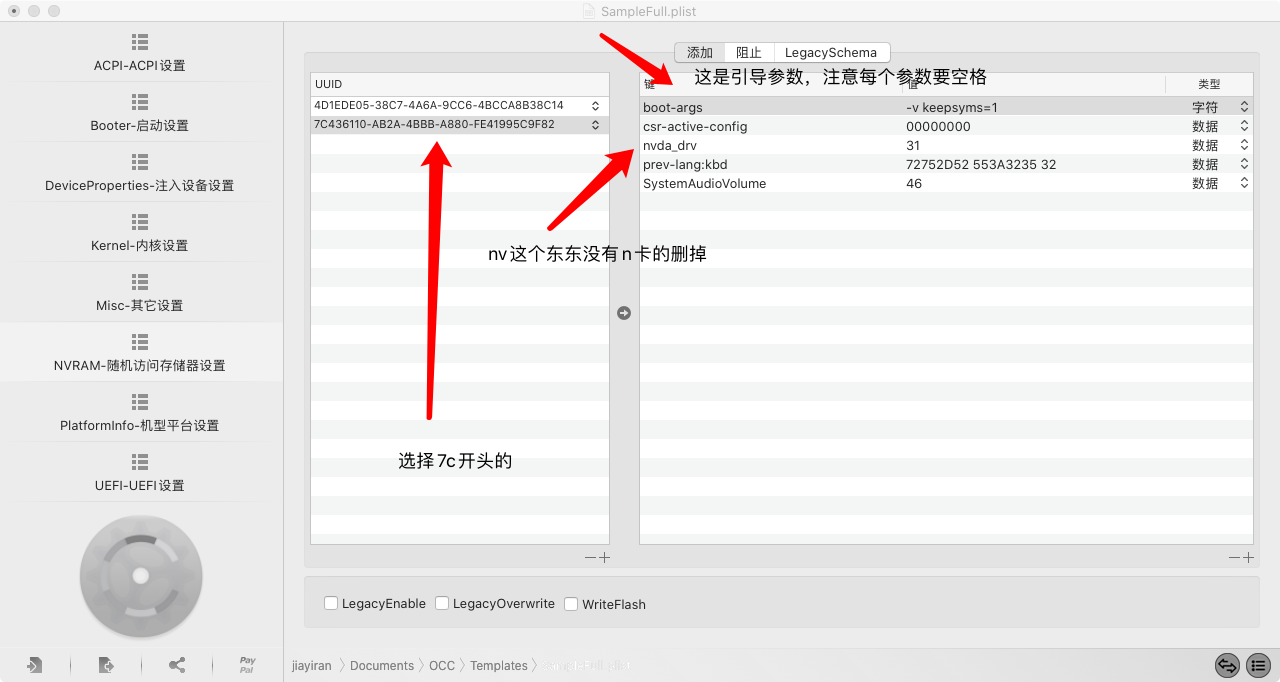 SampleFull.plist
ACPI-ACPI设置
Booter-启动设置
DeviceProperties-注入设备设置
Kernel-内核设置
Misc-其它设置
NVRAM-随机访问存储器设置
PlatformInfo-机型平台设置
UEFI-UEFI设置
Pay
Pal
添加 阻止 LegacySchema
这是引导参数，注意每个参数要空格
UUID
4D1EDE05-38C7-4A6A-9CC6-4BCCA8B38C14
7C436110-AB2A-4BBB-A880-FE41995C9F82
键 值 类型
boot-args -v keepsyms=1 字符
csr-active-config 00000000 数据
nvda_drv 31 数据
prev-lang:kbd 72752D52 553A3235 32 数据
SystemAudioVolume 46 数据
nv这个东东没有n卡的删掉
选择7c开头的
LegacyEnable LegacyOverwrite WriteFlash
jiayiran Documents OCC Templates SampleFull.plist